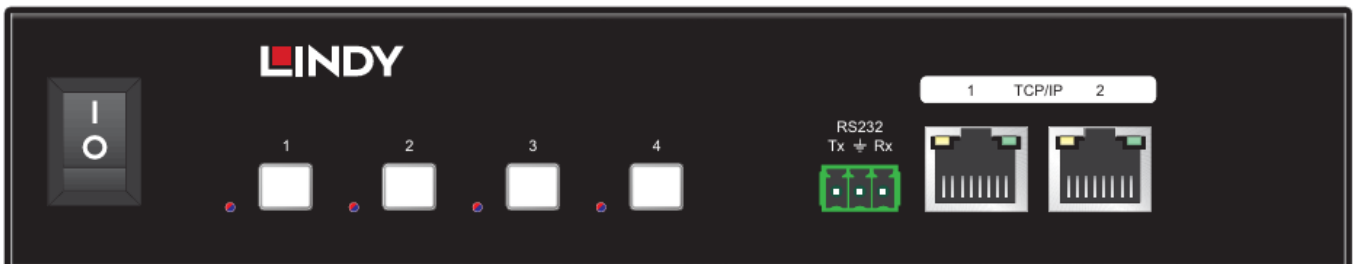 LINDY
1 TCP/IP 2
RS232
Tx ⏚ Rx
1 2 3 4
I
O